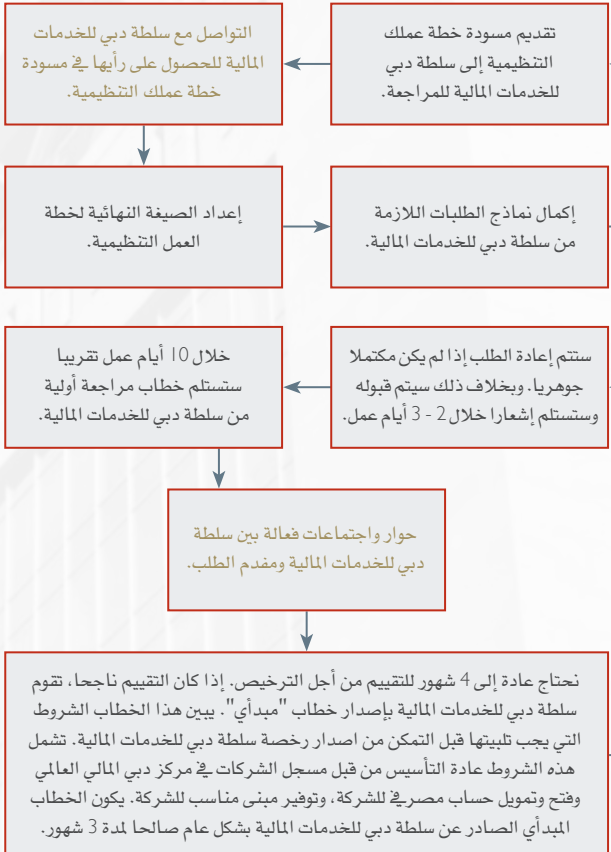 تقديم مسودة خطة عملك
التنظيمية إلى سلطة دبي
للخدمات المالية للمراجعة.
التواصل مع سلطة دبي للخدمات
المالية للحصول على رأيها في مسودة
خطة عملك التنظيمية.
إعداد الصيغة النهائية لخطة
العمل التنظيمية.
إكمال نماذج الطلبات اللازمة
من سلطة دبي للخدمات المالية.
ستتم إعادة الطلب إذا لم يكن مكتملا
جوهريا. وبخلاف ذلك سيتم قبوله
وستستلم إشعارا خلال 2 - 3 أيام عمل.
خلال 10 أيام عمل تقريبا
ستستلم خطاب مراجعة أولية
من سلطة دبي للخدمات المالية.
حوار واجتماعات فعالة بين سلطة
دبي للخدمات المالية ومفدم الطلب.
نحتاج عادة إلى 4 شهور للتقييم من أجل الترخيص. إذا كان التقييم ناجحا، تقوم
سلطة دبي للخدمات المالية بإصدار خطاب "مبدأي". يبين هذا الخطاب الشروط
التي يجب تلبيتها قبل التمكن من اصدار رخصة سلطة دبي للخدمات المالية. تشمل
هذه الشروط عادة التأسيس من قبل مسجل الشركات في مركز دبي المالي العالمي
وفتح وتمويل حساب مصرفي للشركة، وتوفير مبنى مناسب للشركة. يكون الخطاب
المبدأي الصادر عن سلطة دبي للخدمات المالية بشكل عام صالحا لمدة 3 شهور.